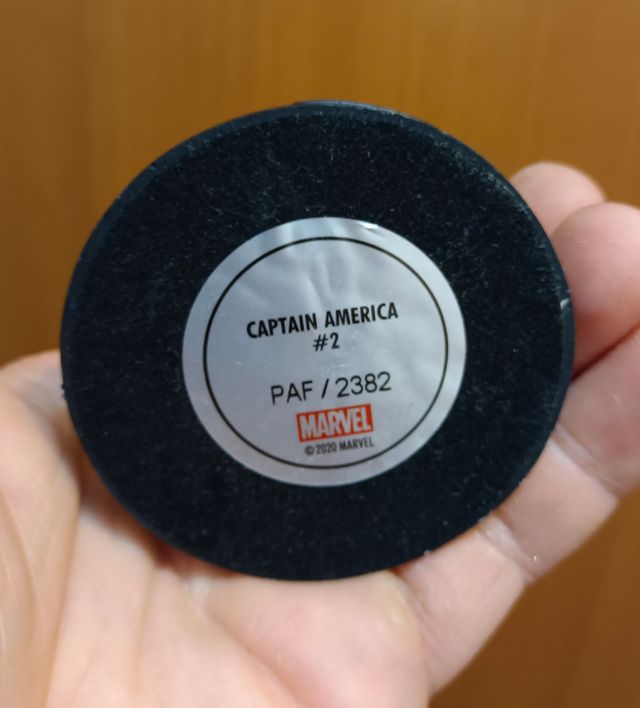 CAPTAIN AMERICA
#2
PAF / 2382
MARVEL
© 2020 MARVEL